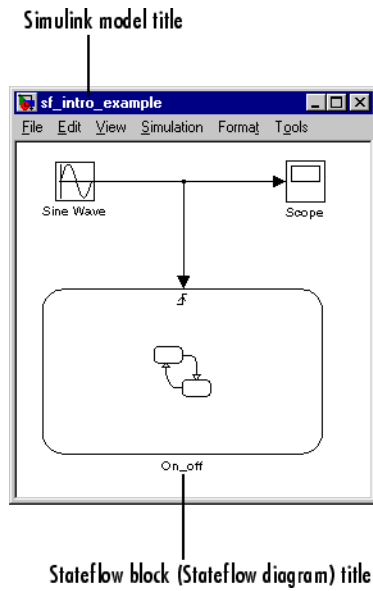 Simulink model title
sf_intro_example
File Edit View Simulation Format Tools
Sine Wave
Scope
On_off
Stateflow block (Stateflow diagram) title